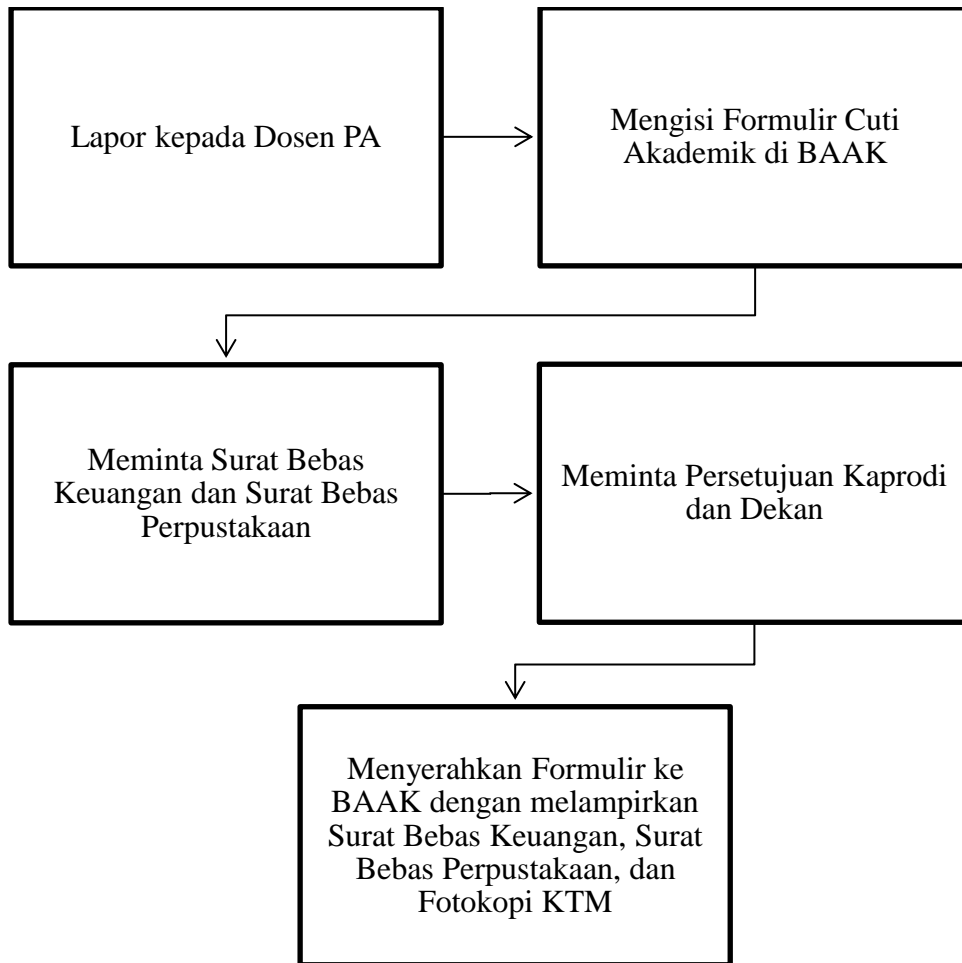 Lapor kepada Dosen PA
Mengisi Formulir Cuti
Akademik di BAAK
Meminta Surat Bebas
Keuangan dan Surat Bebas
Perpustakaan
Meminta Persetujuan Kaprodi
dan Dekan
Menyerahkan Formulir ke
BAAK dengan melampirkan
Surat Bebas Keuangan, Surat
Bebas Perpustakaan, dan
Fotokopi KTM